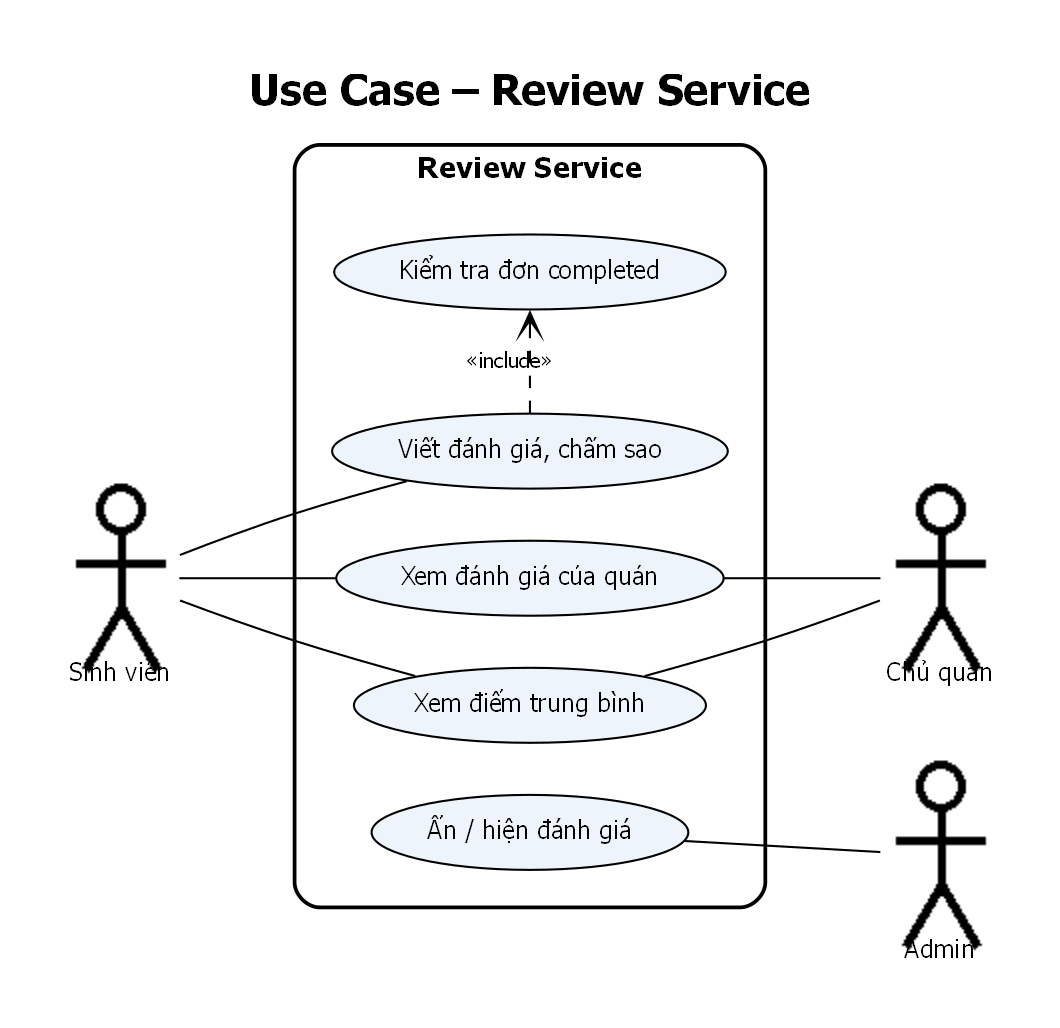 Use Case – Review Service
Review Service
Kiểm tra đơn completed
«include»
Viết đánh giá, chấm sao
Xem đánh giá của quán
Sinh viên
Chủ quán
Xem điểm trung bình
Ẩn / hiện đánh giá
Admin